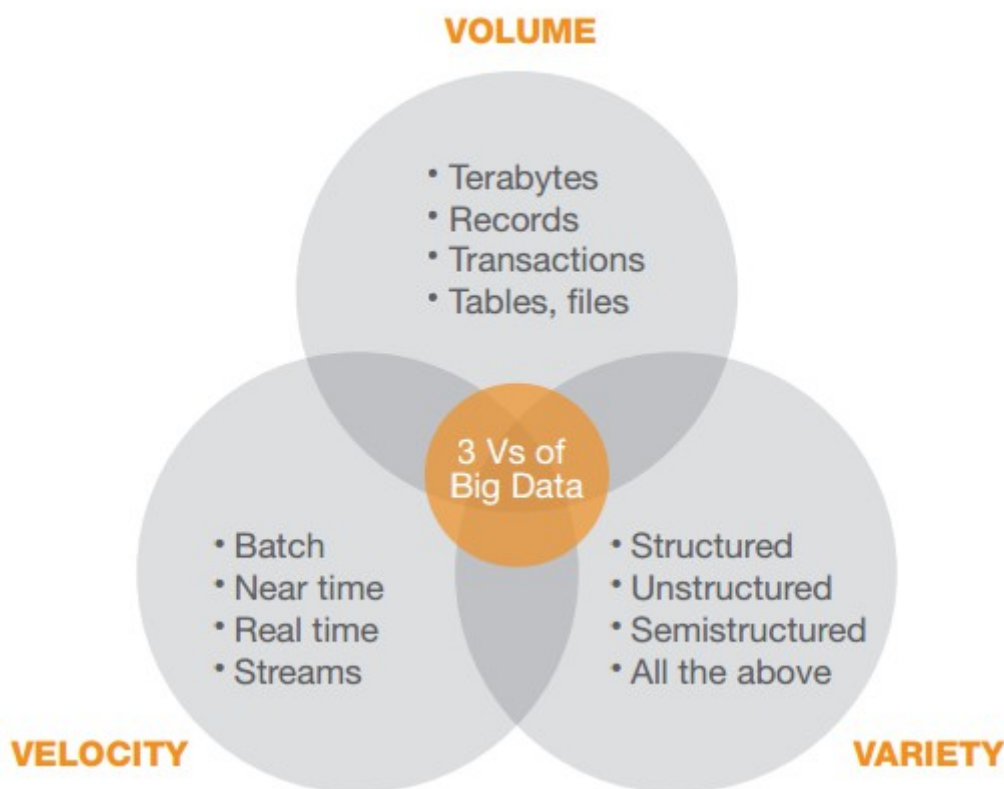 VOLUME
• Terabytes
• Records
• Transactions
• Tables, files
3 Vs of
Big Data
• Batch
• Near time
• Real time
• Streams
• Structured
• Unstructured
• Semistructured
• All the above
VELOCITY
VARIETY